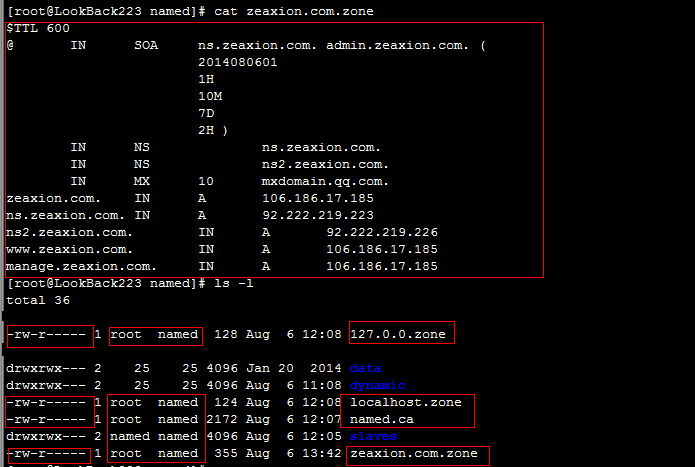 [root@LookBack223 named]# cat zeaxion.com.zone
$TTL 600
@ IN SOA ns.zeaxion.com. admin.zeaxion.com. (
2014080601
1H
10M
7D
2H )
IN NS ns.zeaxion.com.
IN NS ns2.zeaxion.com.
IN MX 10 mxdomain.qq.com.
zeaxion.com. IN A 106.186.17.185
ns.zeaxion.com. IN A 92.222.219.223
ns2.zeaxion.com. IN A 92.222.219.226
www.zeaxion.com. IN A 106.186.17.185
manage.zeaxion.com. IN A 106.186.17.185
[root@LookBack223 named]# ls -l
total 36
-rw-r----- 1 root named 128 Aug 6 12:08 127.0.0.zone
drwxrwx--- 2 25 25 4096 Jan 20 2014 data
drwxrwx--- 2 25 25 4096 Aug 6 11:08 dynamic
-rw-r----- 1 root named 124 Aug 6 12:08 localhost.zone
-rw-r----- 1 root named 2172 Aug 6 12:07 named.ca
drwxrwx--- 2 named named 4096 Aug 6 12:05 slaves
-rw-r----- 1 root named 355 Aug 6 13:42 zeaxion.com.zone